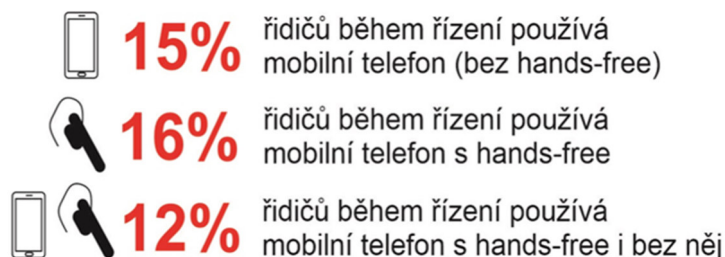 15% řidičů během řízení používá
mobilní telefon (bez hands-free)
16% řidičů během řízení používá
mobilní telefon s hands-free
12% řidičů během řízení používá
mobilní telefon s hands-free i bez něj